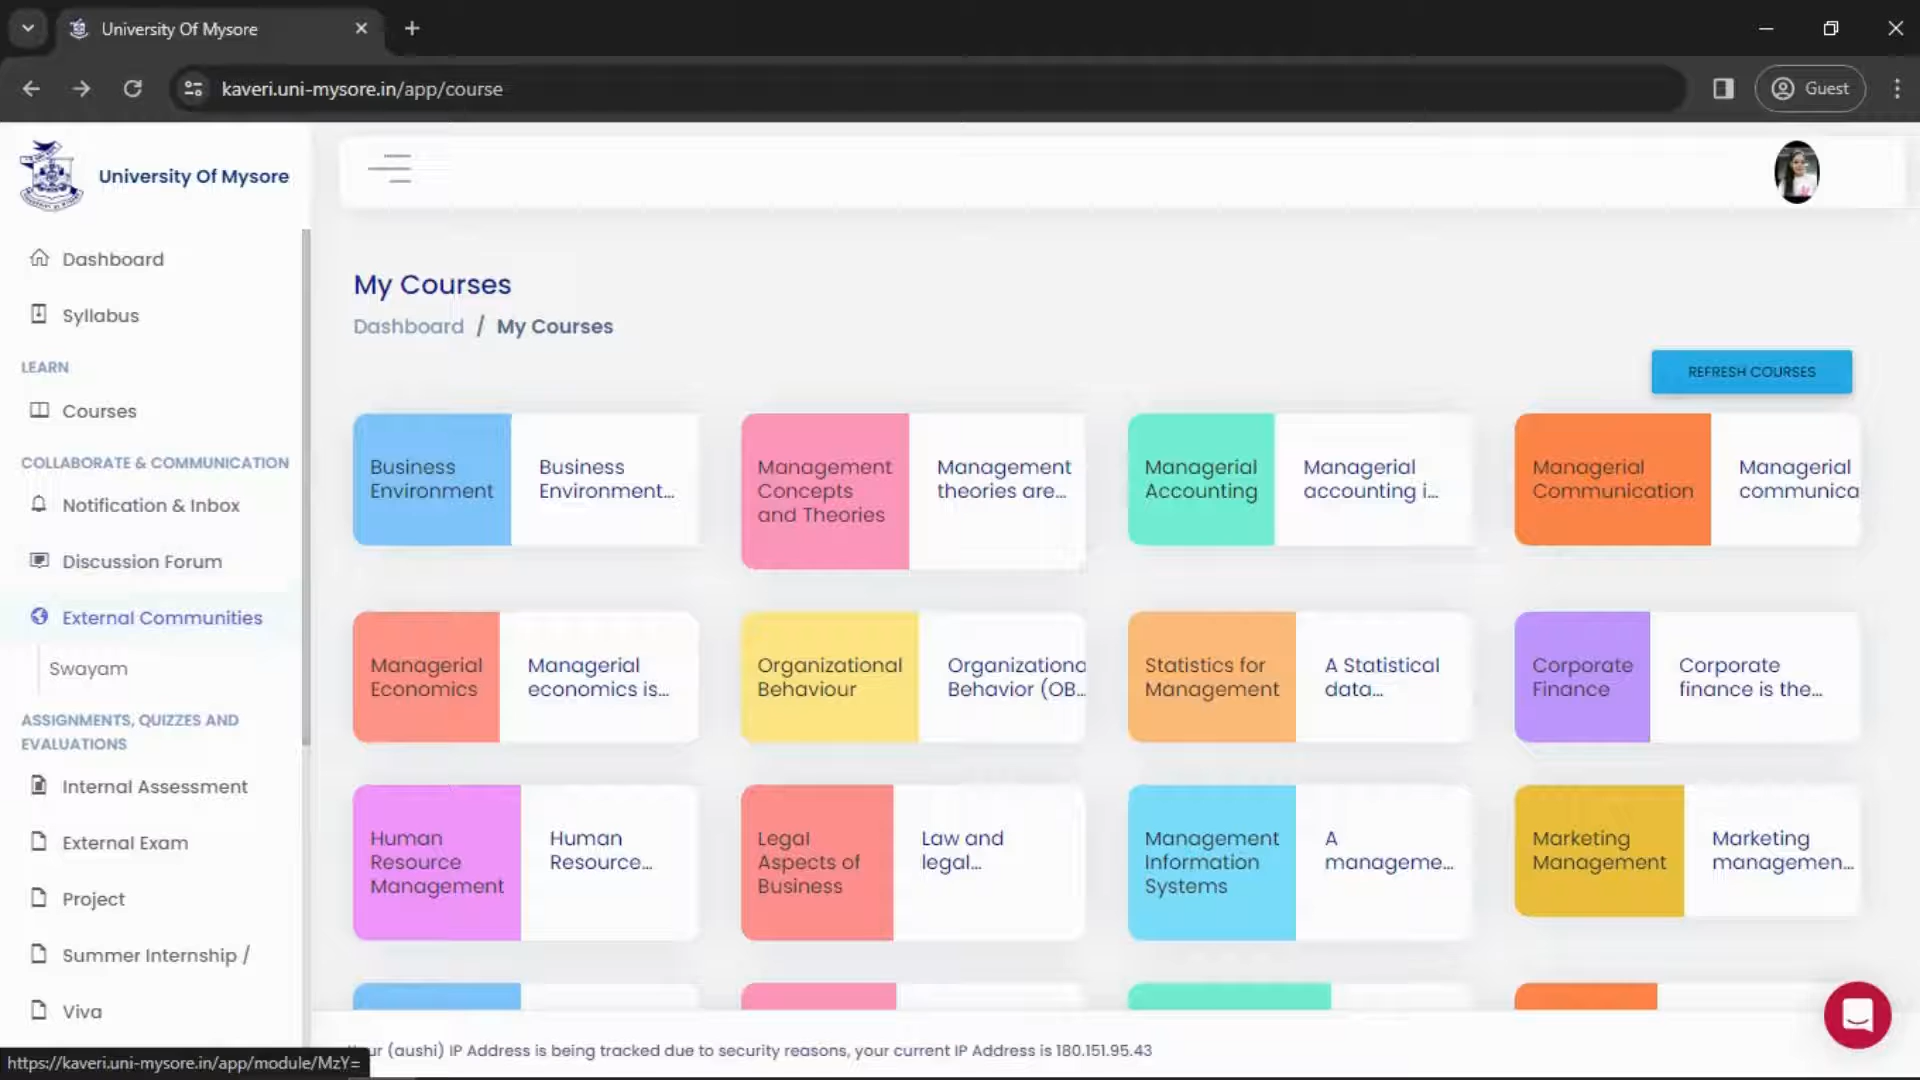 University Of Mysore
kaveri.uni-mysore.in/app/course
Guest
University Of Mysore
Dashboard
Syllabus
LEARN
Courses
COLLABORATE & COMMUNICATION
Notification & Inbox
Discussion Forum
External Communities
Swayam
ASSIGNMENTS, QUIZZES AND
EVALUATIONS
Internal Assessment
External Exam
Project
Summer Internship /
Viva
My Courses
Dashboard / My Courses
REFRESH COURSES
Business
Environment
Business
Environment...
Management
Concepts
and Theories
Management
theories are...
Managerial
Accounting
Managerial
accounting i...
Managerial
Communication
Managerial
communica
Managerial
Economics
Managerial
economics is...
Organizational
Behaviour
Organizationa
Behavior (OB...
Statistics for
Management
A Statistical
data...
Corporate
Finance
Corporate
finance is the...
Human
Resource
Management
Human
Resource...
Legal
Aspects of
Business
Law and
legal...
Management
Information
Systems
A
manageme...
Marketing
Management
Marketing
managemen...
(aushi) IP Address is being tracked due to security reasons, your current IP Address is 180.151.95.43
https://kaveri.uni-mysore.in/app/module/MzY=